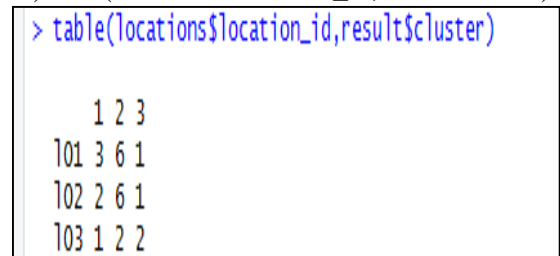 > table(locations$location_id,result$cluster)
1 2 3
l01 3 6 1
l02 2 6 1
l03 1 2 2